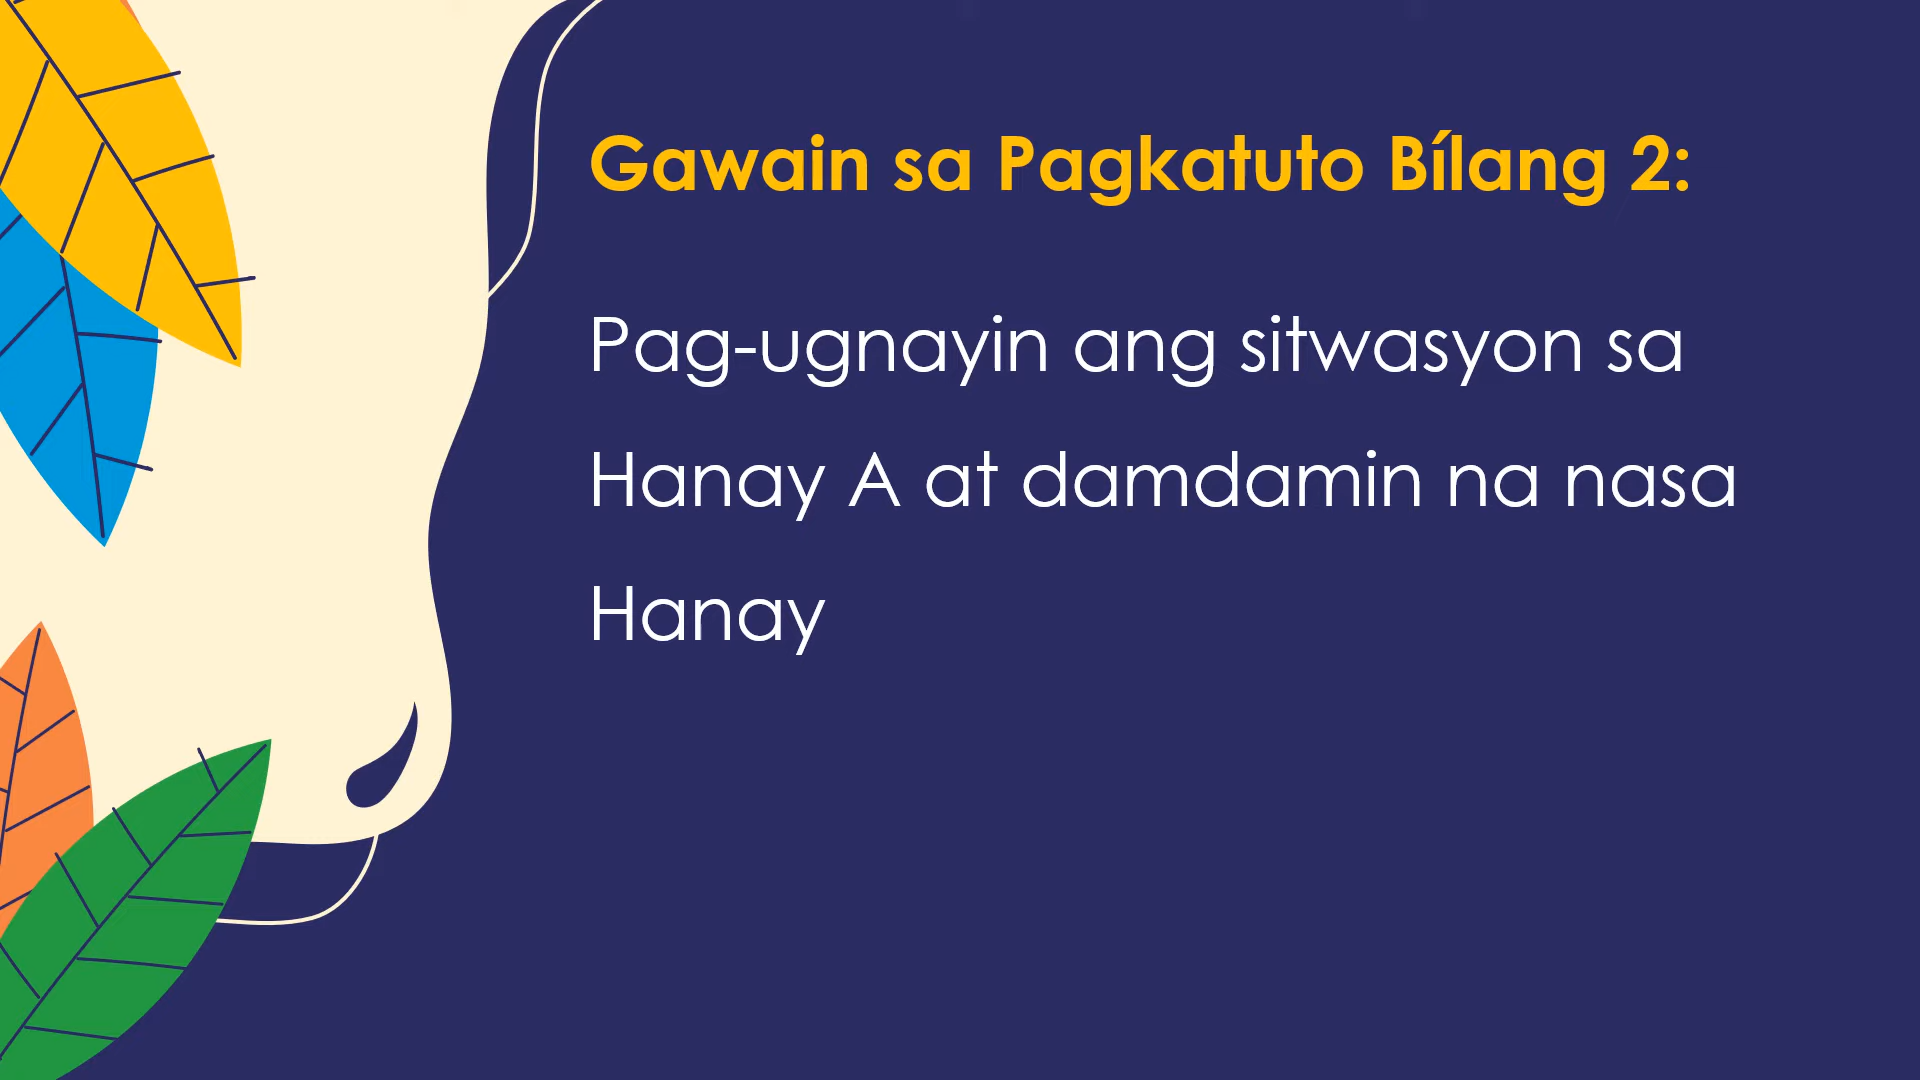 Gawain sa Pagkatuto Bílang 2:
Pag-ugnayin ang sitwasyon sa
Hanay A at damdamin na nasa
Hanay